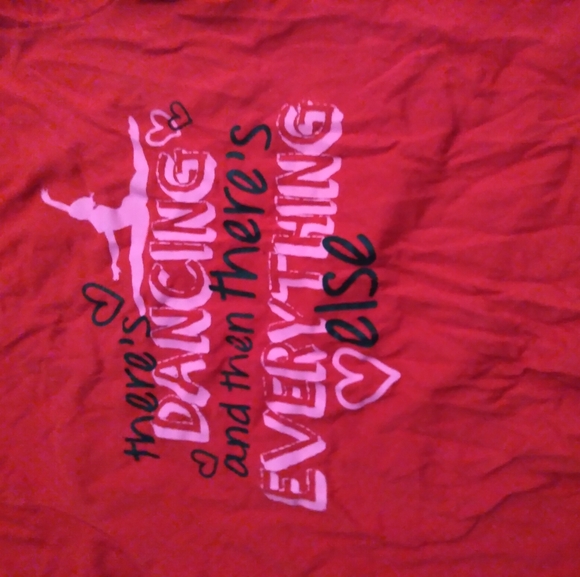 there's
DANCING
and then there's
EVERYTHING
else